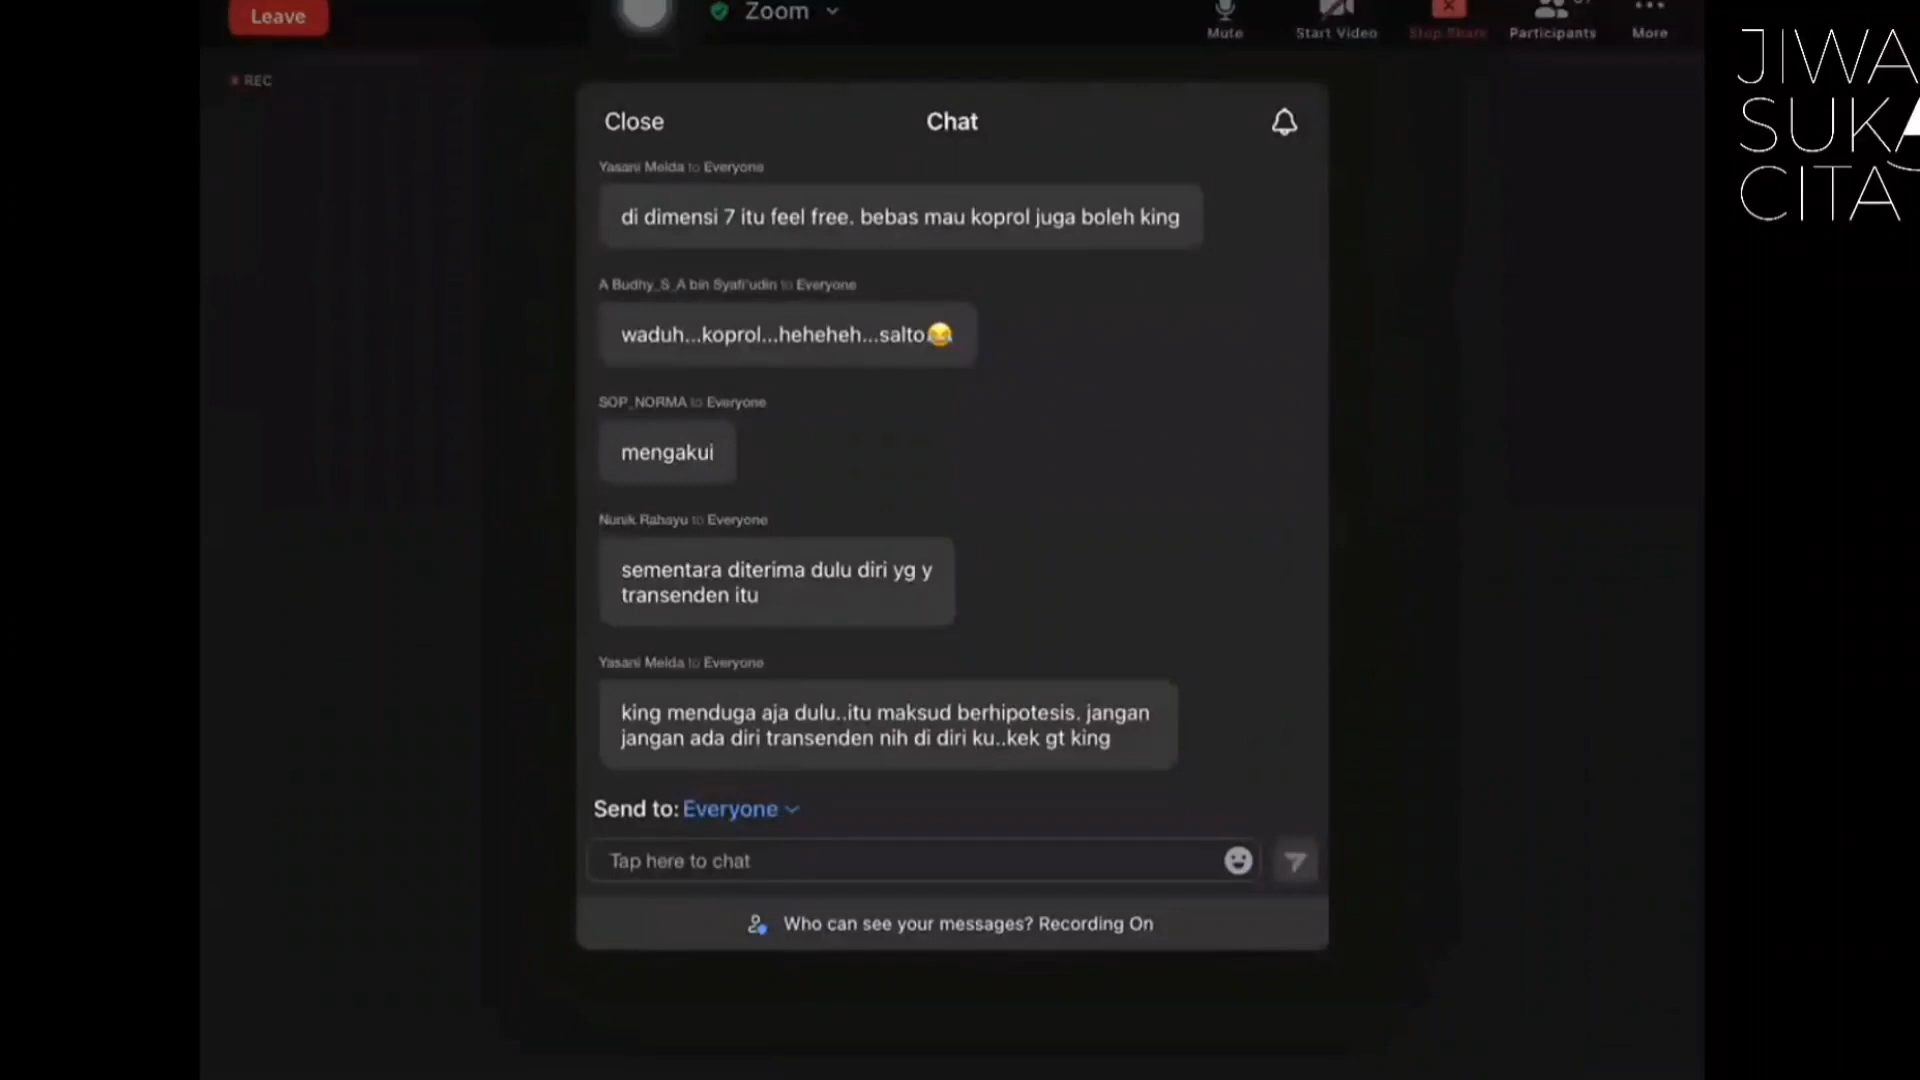 Leave
Zoom
Mute
Start Video
Stop Share
Participants
More
REC
JIWA
SUKA
CITA
Close
Chat
Yasani Melda to Everyone
di dimensi 7 itu feel free. bebas mau koprol juga boleh king
A Budhy_S_A bin Syafi'udin to Everyone
waduh...koprol...heheheh...salto😂
SOP_NORMA to Everyone
mengakui
Nunik Rahayu to Everyone
sementara diterima dulu diri yg y
transenden itu
Yasani Melda to Everyone
king menduga aja dulu..itu maksud berhipotesis. jangan
jangan ada diri transenden nih di diri ku..kek gt king
Send to: Everyone
Tap here to chat
Who can see your messages? Recording On